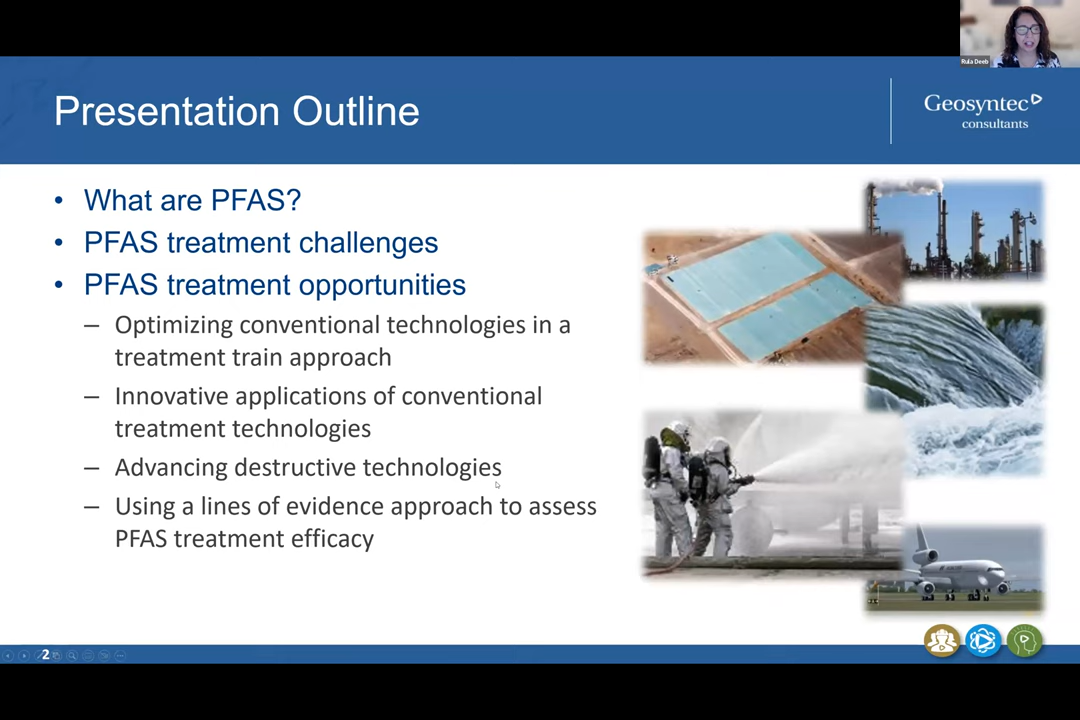 Rula Deeb
Presentation Outline
Geosyntec
consultants
• What are PFAS?
• PFAS treatment challenges
• PFAS treatment opportunities
– Optimizing conventional technologies in a
treatment train approach
– Innovative applications of conventional
treatment technologies
– Advancing destructive technologies
– Using a lines of evidence approach to assess
PFAS treatment efficacy
2